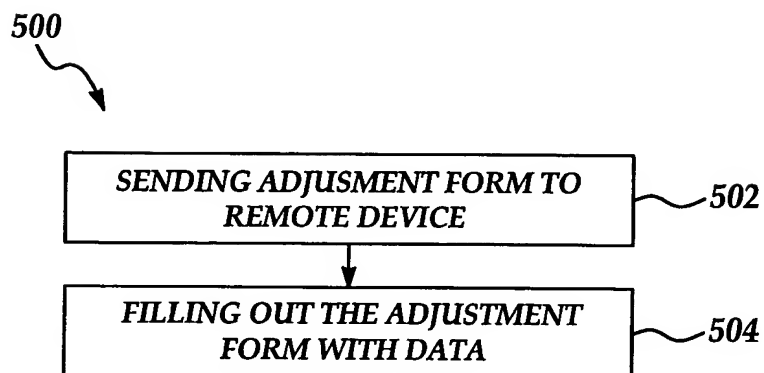 500
SENDING ADJUSMENT FORM TO
REMOTE DEVICE
502
FILLING OUT THE ADJUSTMENT
FORM WITH DATA
504